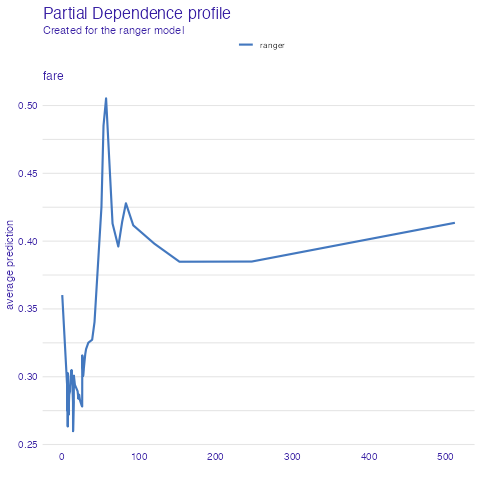 Partial Dependence profile
Created for the ranger model
ranger
fare
0.50
0.45
0.40
0.35
0.30
0.25
average prediction
0
100
200
300
400
500